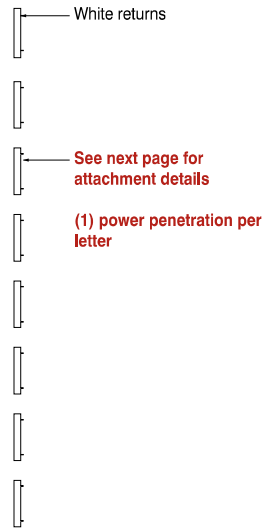 White returns
See next page for
attachment details
(1) power penetration per
letter